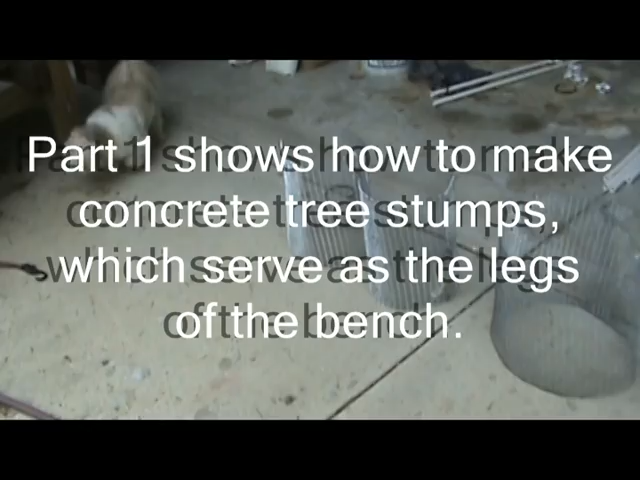 Part 1 shows how to make
concrete tree stumps,
which serve as the legs
of the bench.